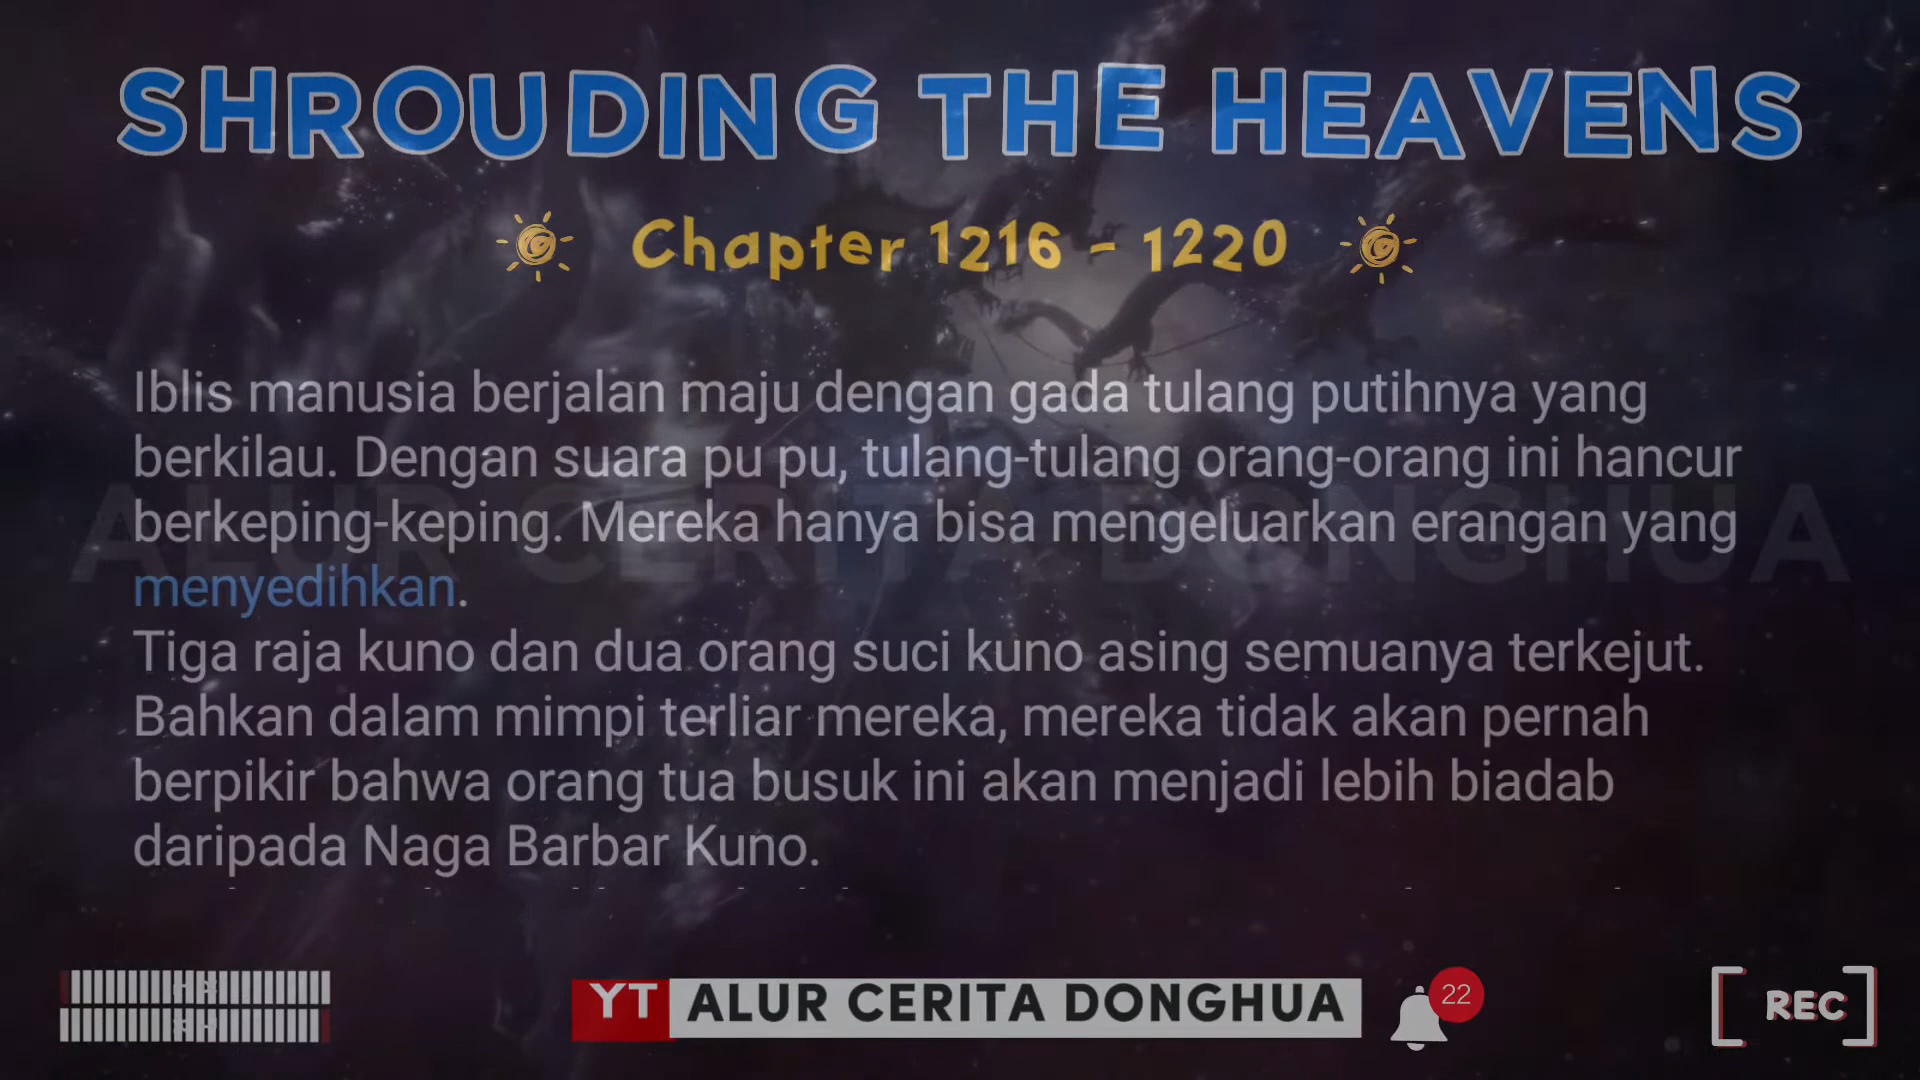 SHROUDING THE HEAVENS
Chapter 1216 - 1220
Iblis manusia berjalan maju dengan gada tulang putihnya yang
berkilau. Dengan suara pu pu, tulang-tulang orang-orang ini hancur
berkeping-keping. Mereka hanya bisa mengeluarkan erangan yang
menyedihkan.
Tiga raja kuno dan dua orang suci kuno asing semuanya terkejut.
Bahkan dalam mimpi terliar mereka, mereka tidak akan pernah
berpikir bahwa orang tua busuk ini akan menjadi lebih biadab
daripada Naga Barbar Kuno.
ALUR CERITA DONGHUA
YT ALUR CERITA DONGHUA
22
REC